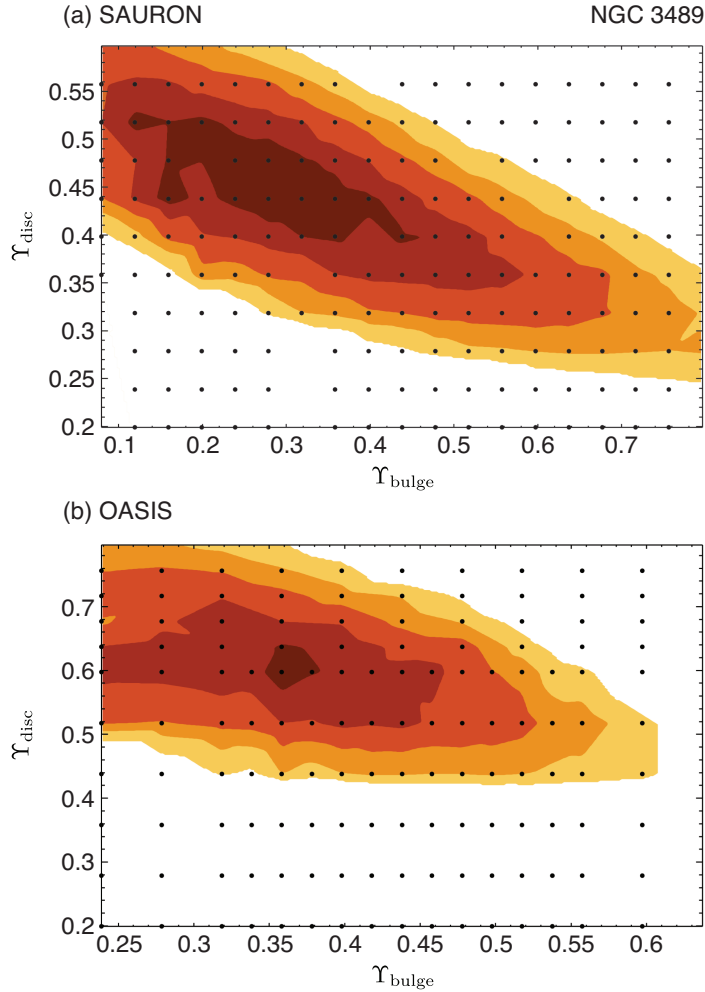 (a) SAURON NGC 3489
0.55
0.5
0.45
0.4
0.35
0.3
0.25
0.2
ϒdisc
0.1 0.2 0.3 0.4 0.5 0.6 0.7
ϒbulge
(b) OASIS
0.7
0.6
0.5
0.4
0.3
0.2
ϒdisc
0.25 0.3 0.35 0.4 0.45 0.5 0.55 0.6
ϒbulge